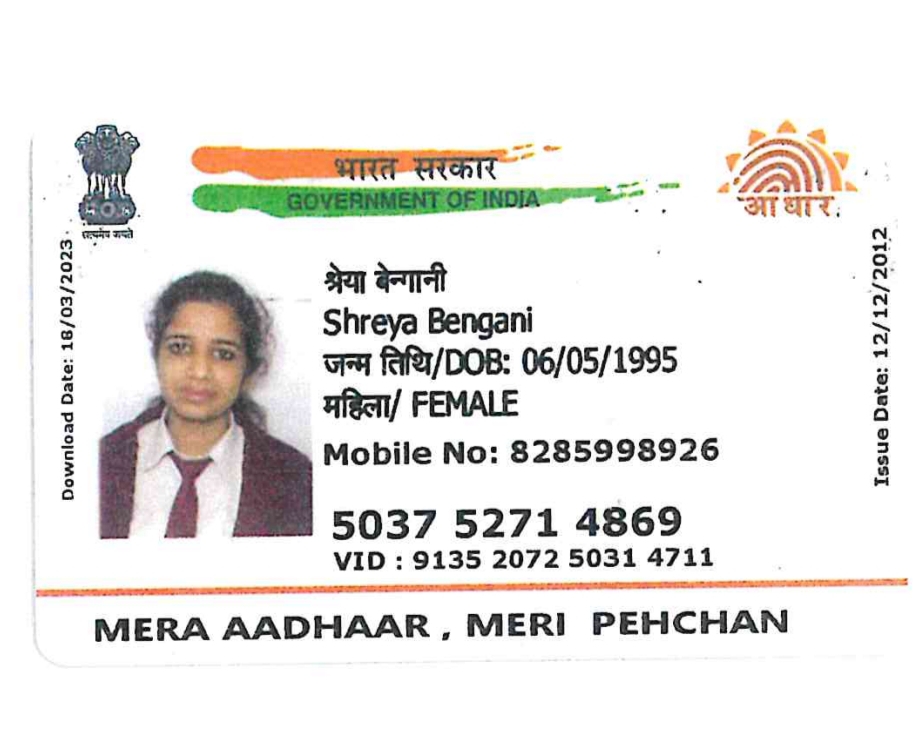 भारत सरकार
GOVERNMENT OF INDIA
आधार
सत्यमेव जयते
Download Date: 18/03/2023
श्रेया बेन्गानी
Shreya Bengani
जन्म तिथि/DOB: 06/05/1995
महिला/ FEMALE
Mobile No: 8285998926
5037 5271 4869
VID : 9135 2072 5031 4711
Issue Date: 12/12/2012
MERA AADHAAR , MERI PEHCHAN